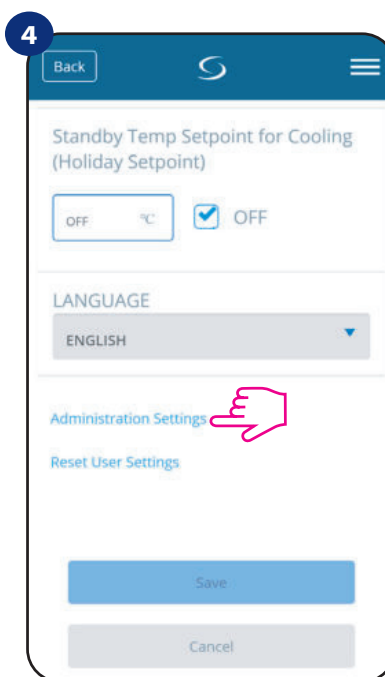 4
Back
Standby Temp Setpoint for Cooling
(Holiday Setpoint)
OFF °C OFF
LANGUAGE
ENGLISH
Administration Settings
Reset User Settings
Save
Cancel